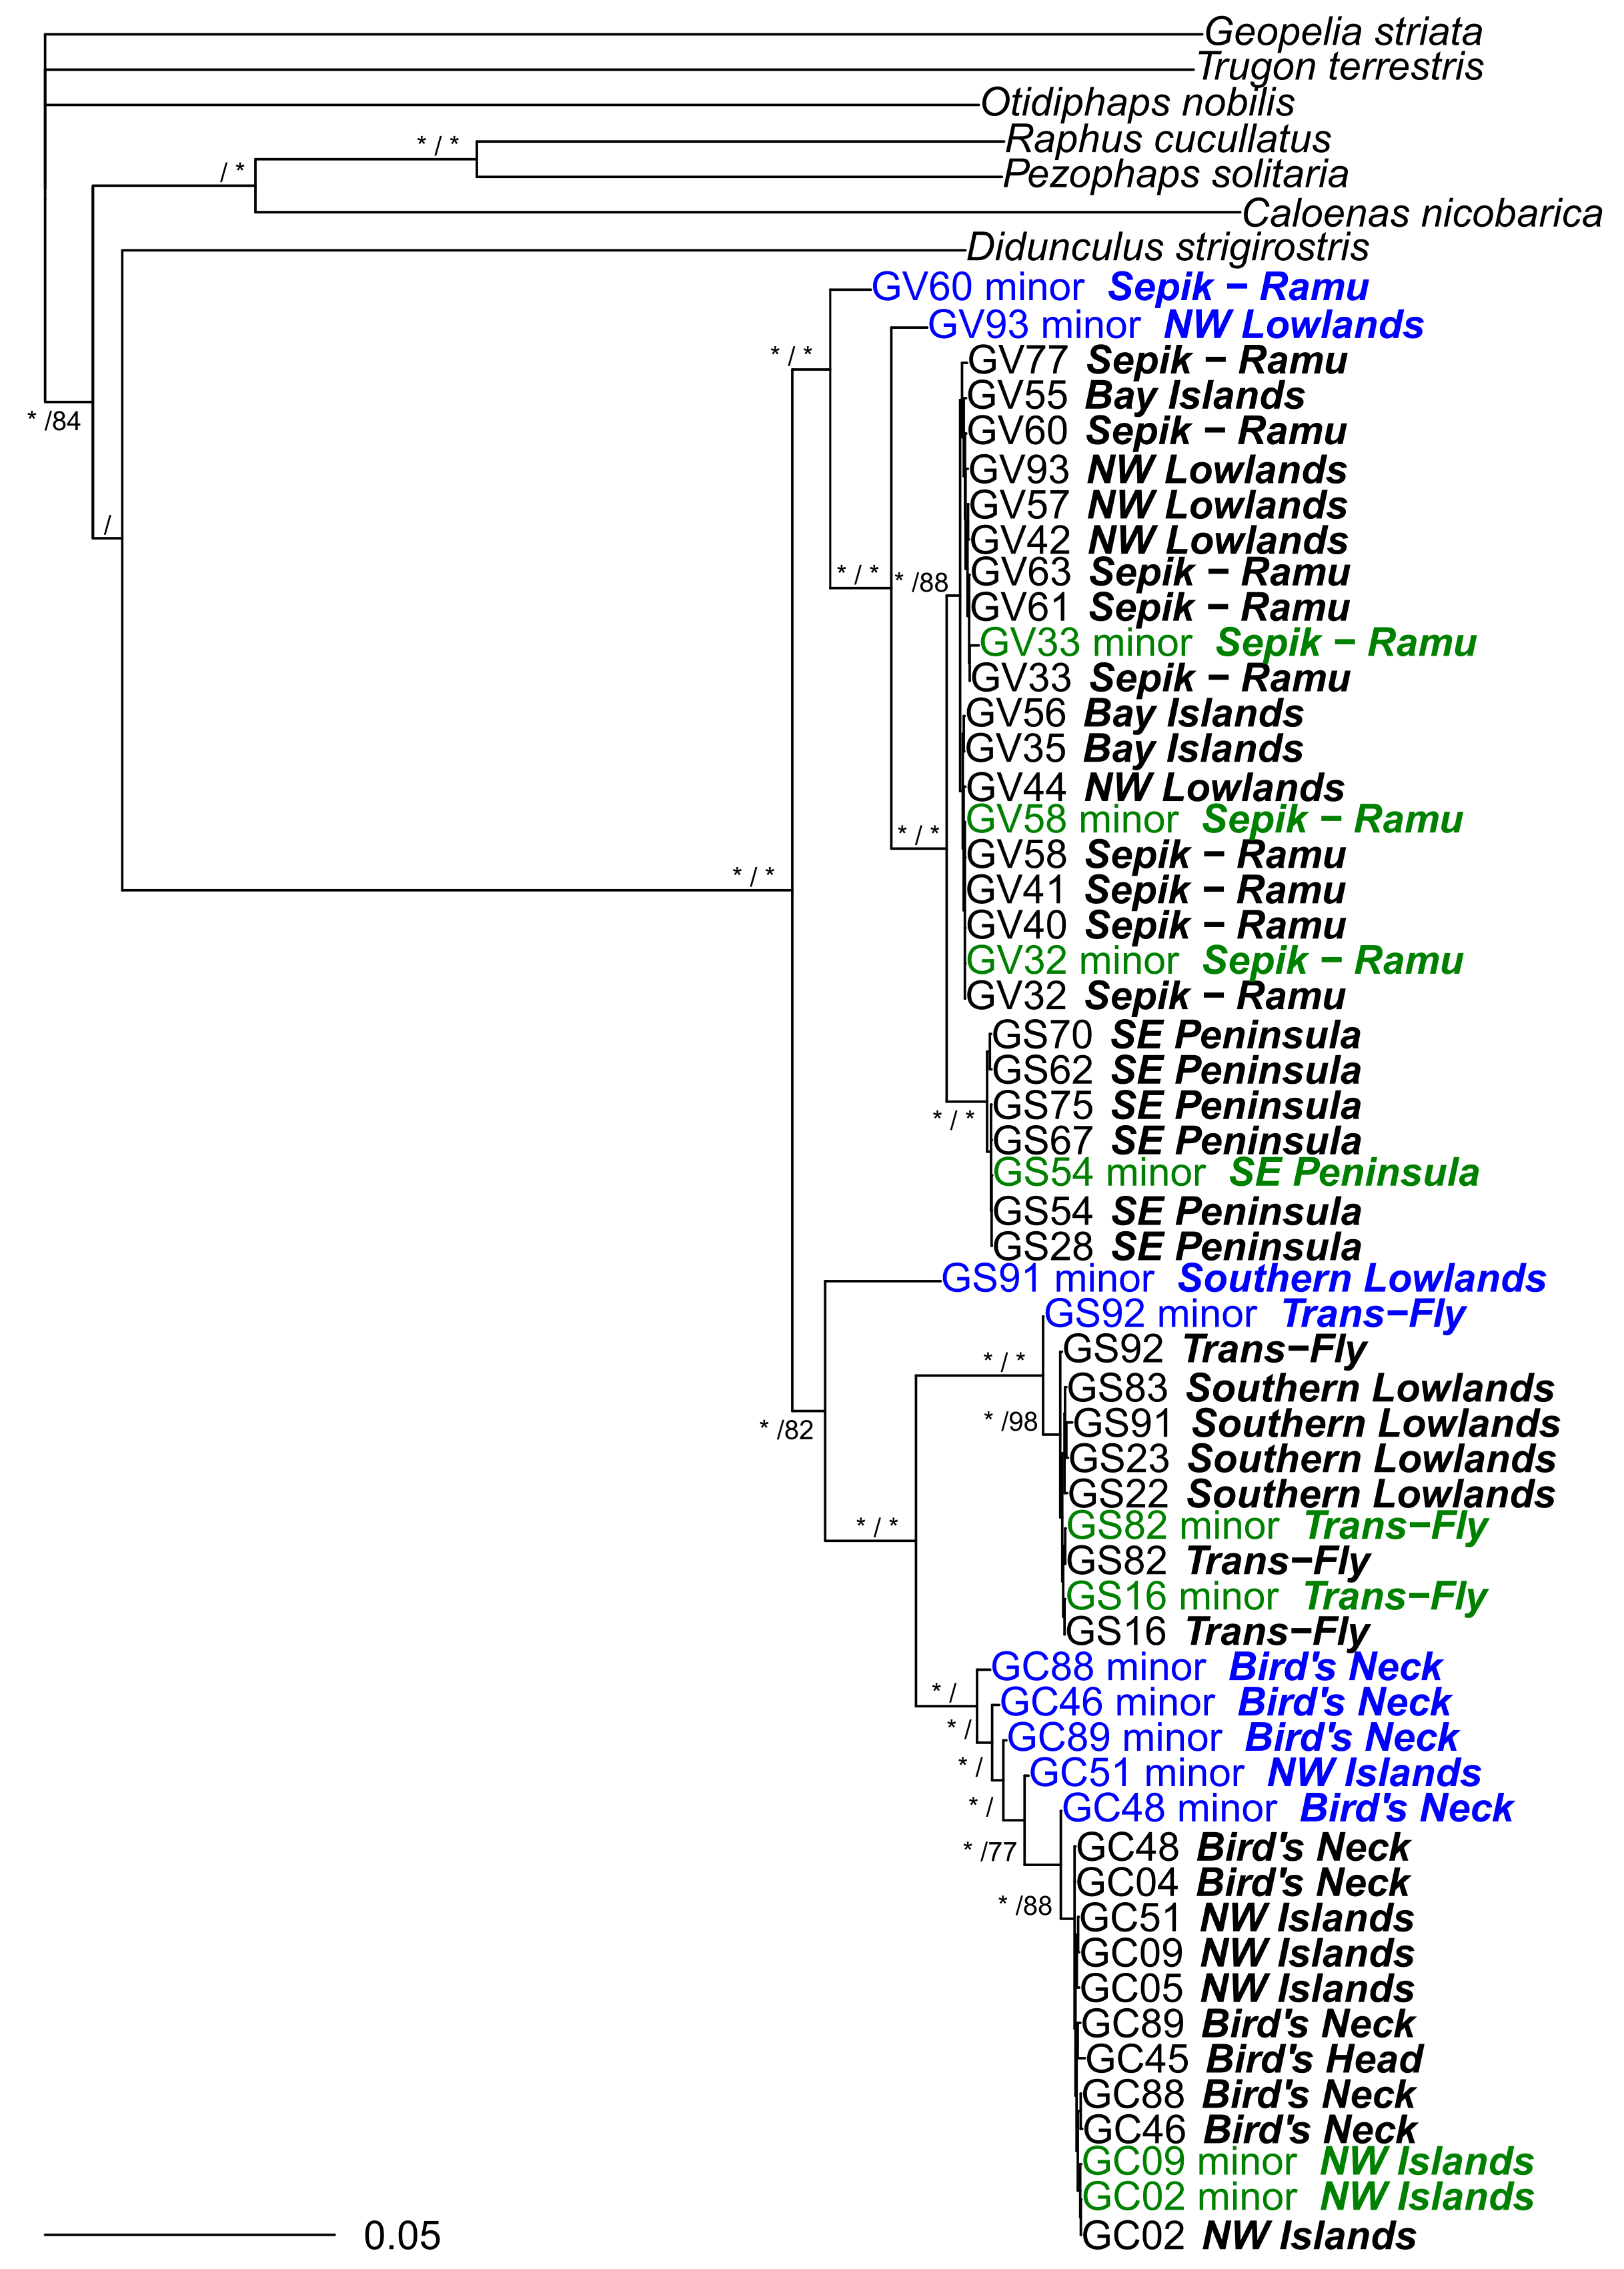 Geopelia striata
Trugon terrestris
Otidiphaps nobilis
* / *
Raphus cucullatus
/ *
Pezophaps solitaria
Caloenas nicobarica
Didunculus strigirostris
GV60 minor Sepik − Ramu
GV93 minor NW Lowlands
* / *
GV77 Sepik − Ramu
GV55 Bay Islands
* /84
GV60 Sepik − Ramu
GV93 NW Lowlands
GV57 NW Lowlands
/
GV42 NW Lowlands
* / *
* /88
GV63 Sepik − Ramu
GV61 Sepik − Ramu
GV33 minor Sepik − Ramu
GV33 Sepik − Ramu
GV56 Bay Islands
GV35 Bay Islands
GV44 NW Lowlands
GV58 minor Sepik − Ramu
* / *
GV58 Sepik − Ramu
* / *
GV41 Sepik − Ramu
GV40 Sepik − Ramu
GV32 minor Sepik − Ramu
GV32 Sepik − Ramu
GS70 SE Peninsula
GS62 SE Peninsula
GS75 SE Peninsula
* / *
GS67 SE Peninsula
GS54 minor SE Peninsula
GS54 SE Peninsula
GS28 SE Peninsula
GS91 minor Southern Lowlands
GS92 minor Trans−Fly
GS92 Trans−Fly
* / *
GS83 Southern Lowlands
* /98
GS91 Southern Lowlands
* /82
GS23 Southern Lowlands
GS22 Southern Lowlands
GS82 minor Trans−Fly
* / *
GS82 Trans−Fly
GS16 minor Trans−Fly
GS16 Trans−Fly
GC88 minor Bird's Neck
* /
GC46 minor Bird's Neck
* /
GC89 minor Bird's Neck
* /
GC51 minor NW Islands
* /
GC48 minor Bird's Neck
* /77
GC48 Bird's Neck
GC04 Bird's Neck
* /88
GC51 NW Islands
GC09 NW Islands
GC05 NW Islands
GC89 Bird's Neck
GC45 Bird's Head
GC88 Bird's Neck
GC46 Bird's Neck
GC09 minor NW Islands
GC02 minor NW Islands
GC02 NW Islands
0.05